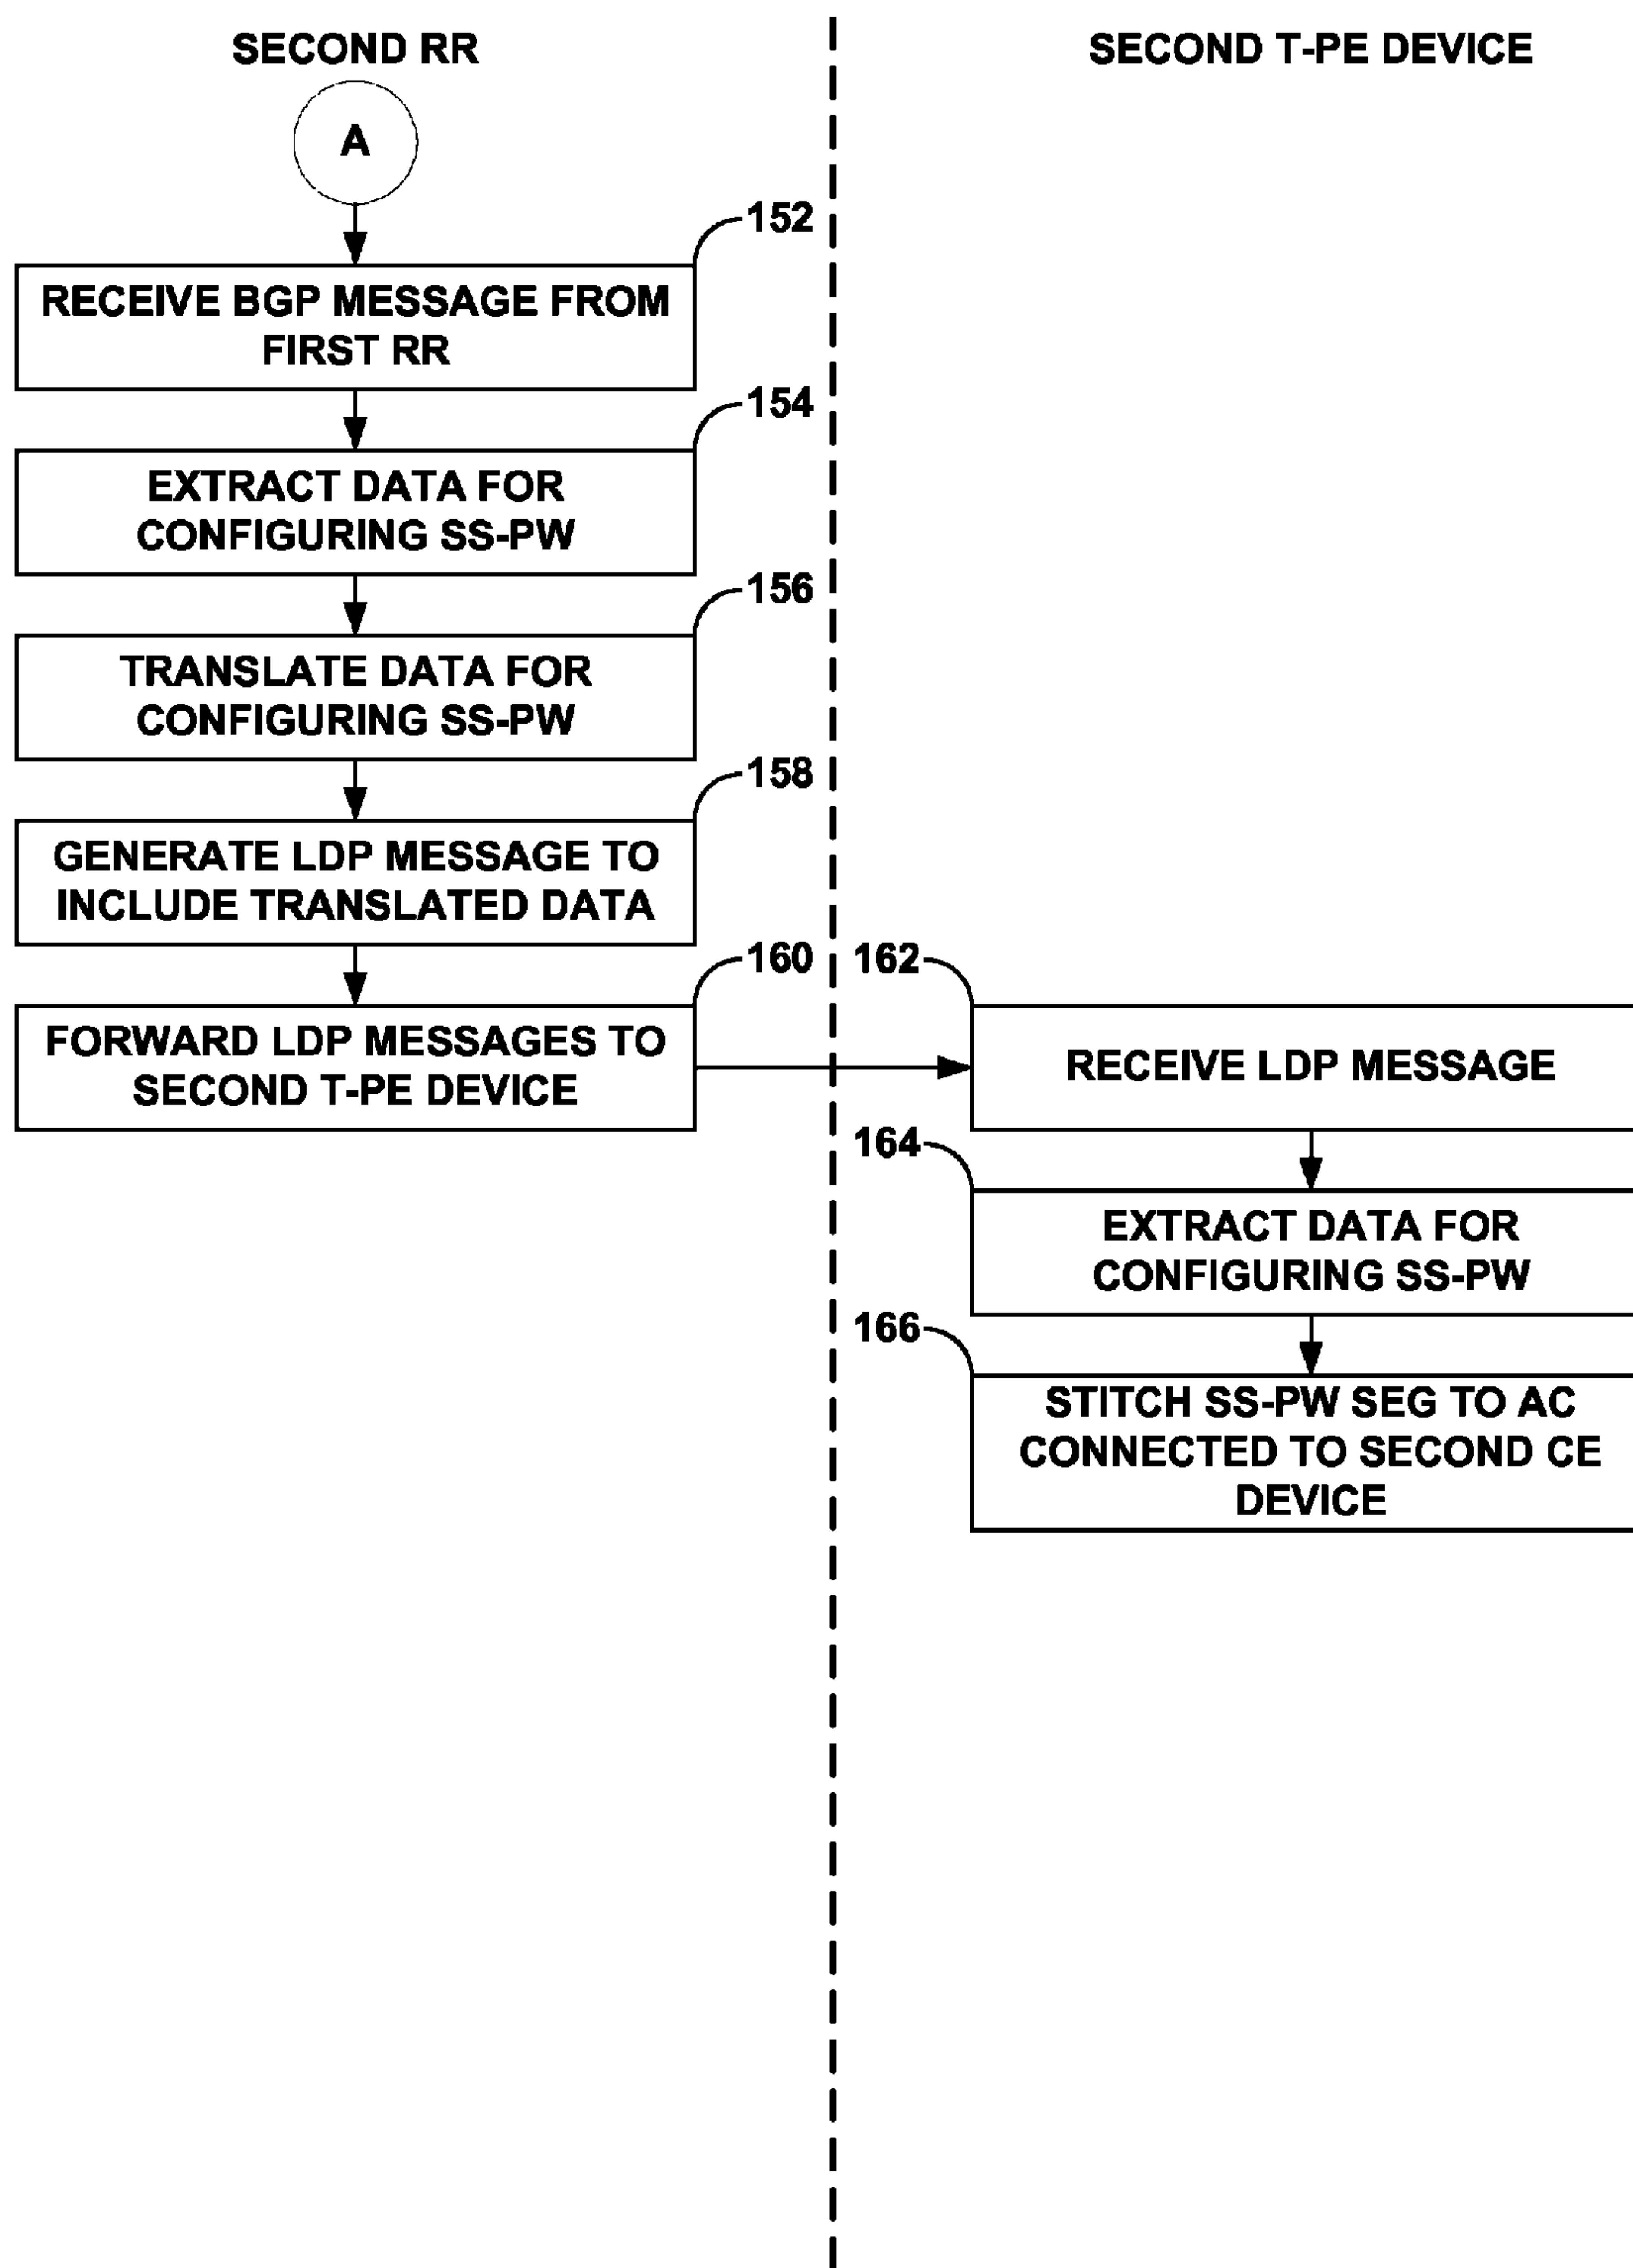 SECOND RR
A
152
RECEIVE BGP MESSAGE FROM
FIRST RR
154
EXTRACT DATA FOR
CONFIGURING SS-PW
156
TRANSLATE DATA FOR
CONFIGURING SS-PW
158
GENERATE LDP MESSAGE TO
INCLUDE TRANSLATED DATA
160
FORWARD LDP MESSAGES TO
SECOND T-PE DEVICE
SECOND T-PE DEVICE
162
RECEIVE LDP MESSAGE
164
EXTRACT DATA FOR
CONFIGURING SS-PW
166
STITCH SS-PW SEG TO AC
CONNECTED TO SECOND CE
DEVICE